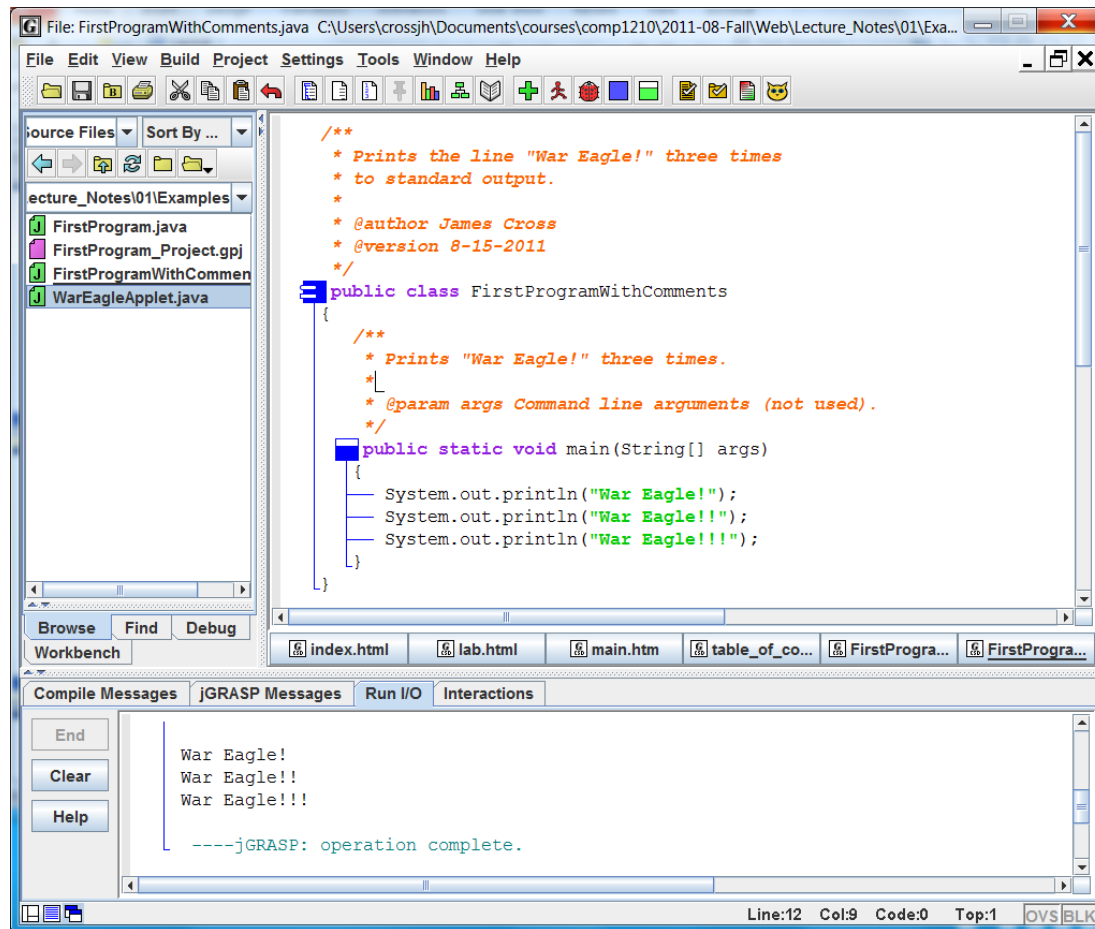 File: FirstProgramWithComments.java C:\Users\crossjh\Documents\courses\comp1210\2011-08-Fall\Web\Lecture_Notes\01\Exa...
File Edit View Build Project Settings Tools Window Help
Source Files Sort By ...
ecture_Notes\01\Examples
FirstProgram.java
FirstProgram_Project.gpj
FirstProgramWithCommen
WarEagleApplet.java
Browse Find Debug
Workbench
/**
* Prints the line "War Eagle!" three times
* to standard output.
*
* @author James Cross
* @version 8-15-2011
*/
public class FirstProgramWithComments
{
/**
* Prints "War Eagle!" three times.
*
* @param args Command line arguments (not used).
*/
public static void main(String[] args)
{
System.out.println("War Eagle!");
System.out.println("War Eagle!!");
System.out.println("War Eagle!!!");
}
}
index.html lab.html main.htm table_of_co... FirstProgra... FirstProgra...
Compile Messages jGRASP Messages Run I/O Interactions
End
Clear
Help
War Eagle!
War Eagle!!
War Eagle!!!
----jGRASP: operation complete.
Line:12 Col:9 Code:0 Top:1 OVS BLK